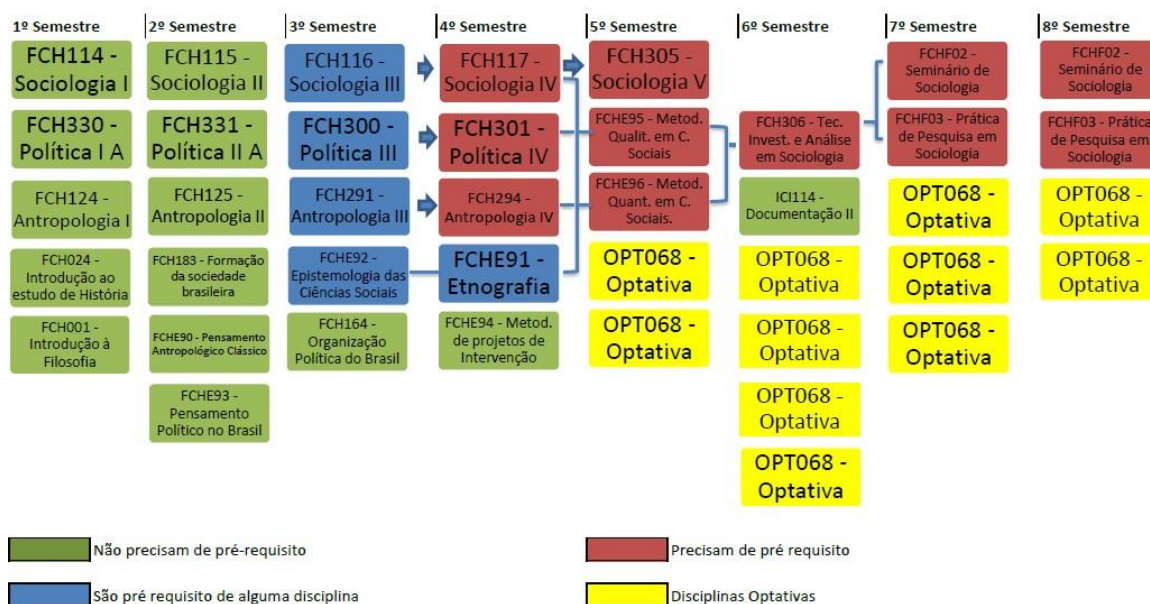 1º Semestre
2º Semestre
3º Semestre
4º Semestre
5º Semestre
6º Semestre
7º Semestre
8º Semestre
FCH114 -
Sociologia I
FCH330 -
Política I A
FCH124 -
Antropologia I
FCH024 -
Introdução ao
estudo de História
FCH001 -
Introdução à
Filosofia
FCH115 -
Sociologia II
FCH331 -
Política II A
FCH125 -
Antropologia II
FCH183 - Formação
da sociedade
brasileira
FCHE90 - Pensamento
Antropológico Clássico
FCHE93 -
Pensamento
Político no Brasil
FCH116 -
Sociologia III
FCH300 -
Política III
FCH291 -
Antropologia III
FCHE92 -
Epistemologia das
Ciências Sociais
FCH164 -
Organização
Política do Brasil
FCH117 -
Sociologia IV
FCH301 -
Política IV
FCH294 -
Antropologia IV
FCHE91 -
Etnografia
FCHE94 - Metod.
de projetos de
Intervenção
FCH305 -
Sociologia V
FCHE95 - Metod.
Qualit. em C.
Sociais
FCHE96 - Metod.
Quant. em C.
Sociais.
OPT068 -
Optativa
OPT068 -
Optativa
FCH306 - Tec.
Invest. e Análise
em Sociologia
ICI114 -
Documentação II
OPT068 -
Optativa
OPT068 -
Optativa
OPT068 -
Optativa
OPT068 -
Optativa
FCHF02 -
Seminário de
Sociologia
FCHF03 - Prática
de Pesquisa em
Sociologia
OPT068 -
Optativa
OPT068 -
Optativa
OPT068 -
Optativa
FCHF02 -
Seminário de
Sociologia
FCHF03 - Prática
de Pesquisa em
Sociologia
OPT068 -
Optativa
OPT068 -
Optativa
Não precisam de pré-requisito
Precisam de pré requisito
São pré requisito de alguma disciplina
Disciplinas Optativas